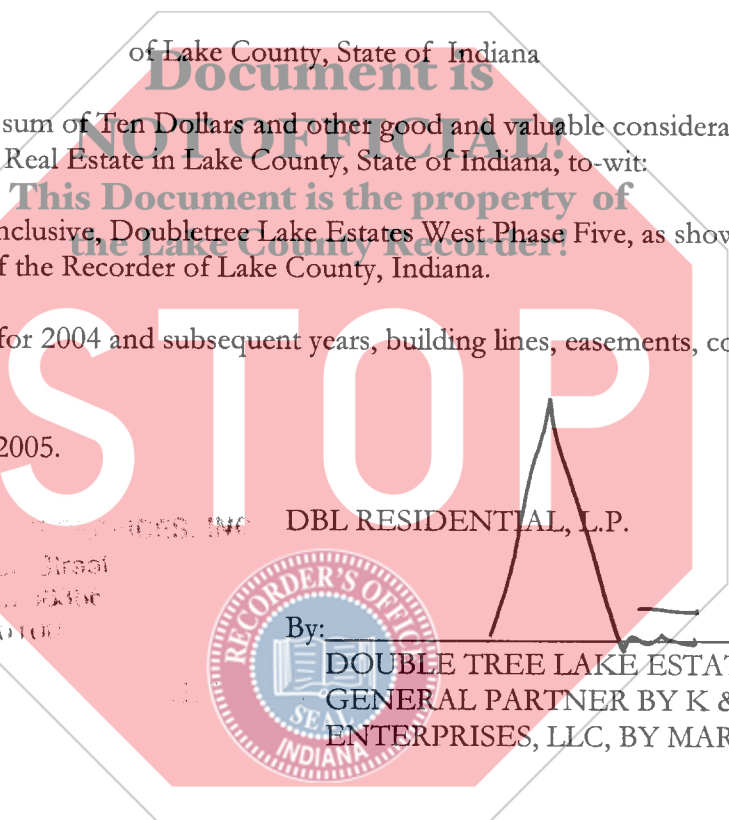 of Lake County, State of Indiana
Document is
sum of Ten Dollars and other good and valuable considera
NOT OFFICIAL!
Real Estate in Lake County, State of Indiana, to-wit:
This Document is the property of
nclusive, Doubletree Lake Estates West Phase Five, as show
the Lake County Recorder!
f the Recorder of Lake County, Indiana.
for 2004 and subsequent years, building lines, easements, co
STOP
2005.
INC
DBL RESIDENTIAL, L.P.
Street
RECORDER'S OFFICE
By:
DOUBLE TREE LAKE ESTAT
GENERAL PARTNER BY K &
SEAL
ENTERPRISES, LLC, BY MAR
INDIANA